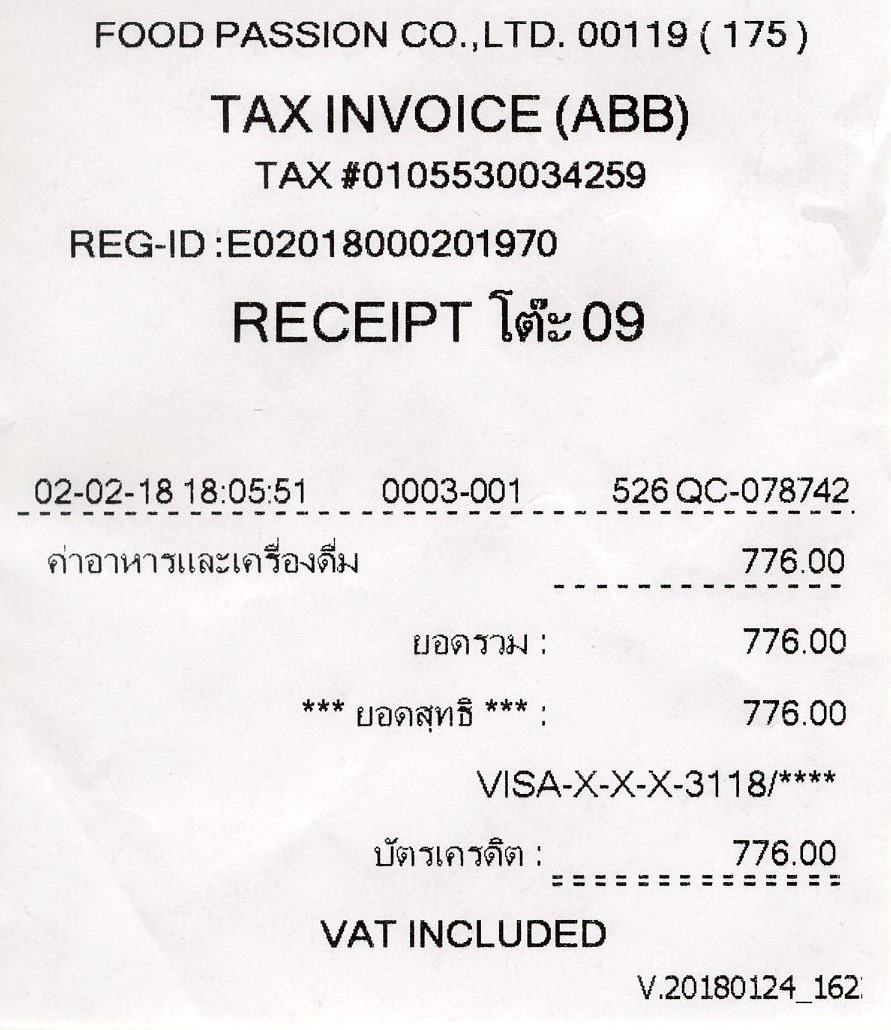 FOOD PASSION CO.,LTD. 00119 ( 175 )
TAX INVOICE (ABB)
TAX #0105530034259
REG-ID :E02018000201970
RECEIPT โต๊ะ 09
02-02-18 18:05:51 0003-001 526 QC-078742
ค่าอาหารและเครื่องดื่ม 776.00
ยอดรวม : 776.00
*** ยอดสุทธิ *** : 776.00
VISA-X-X-X-3118/****
บัตรเครดิต : 776.00
VAT INCLUDED
V.20180124_162